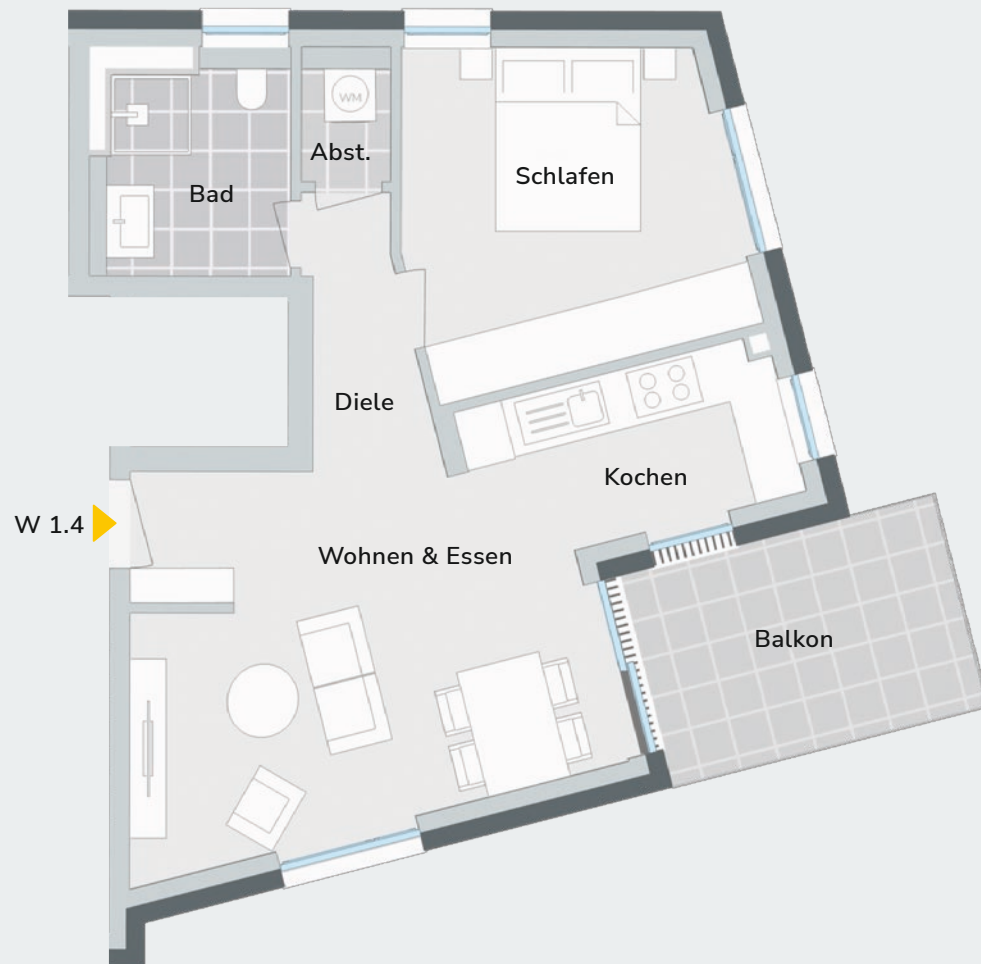 WM
Abst.
Schlafen
Bad
Diele
Kochen
W 1.4
Wohnen & Essen
Balkon